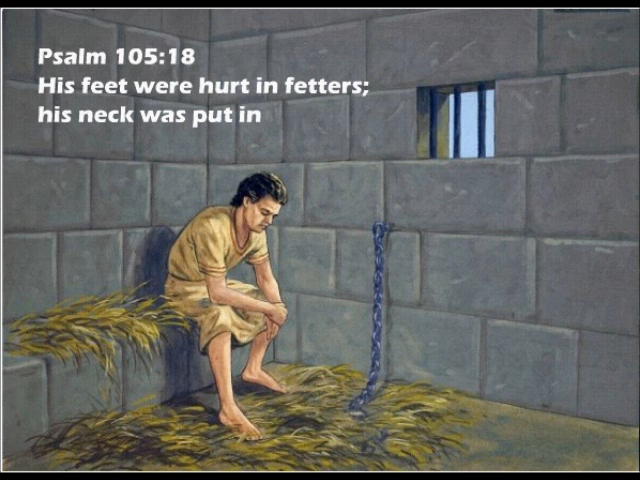 Psalm 105:18
His feet were hurt in fetters;
his neck was put in